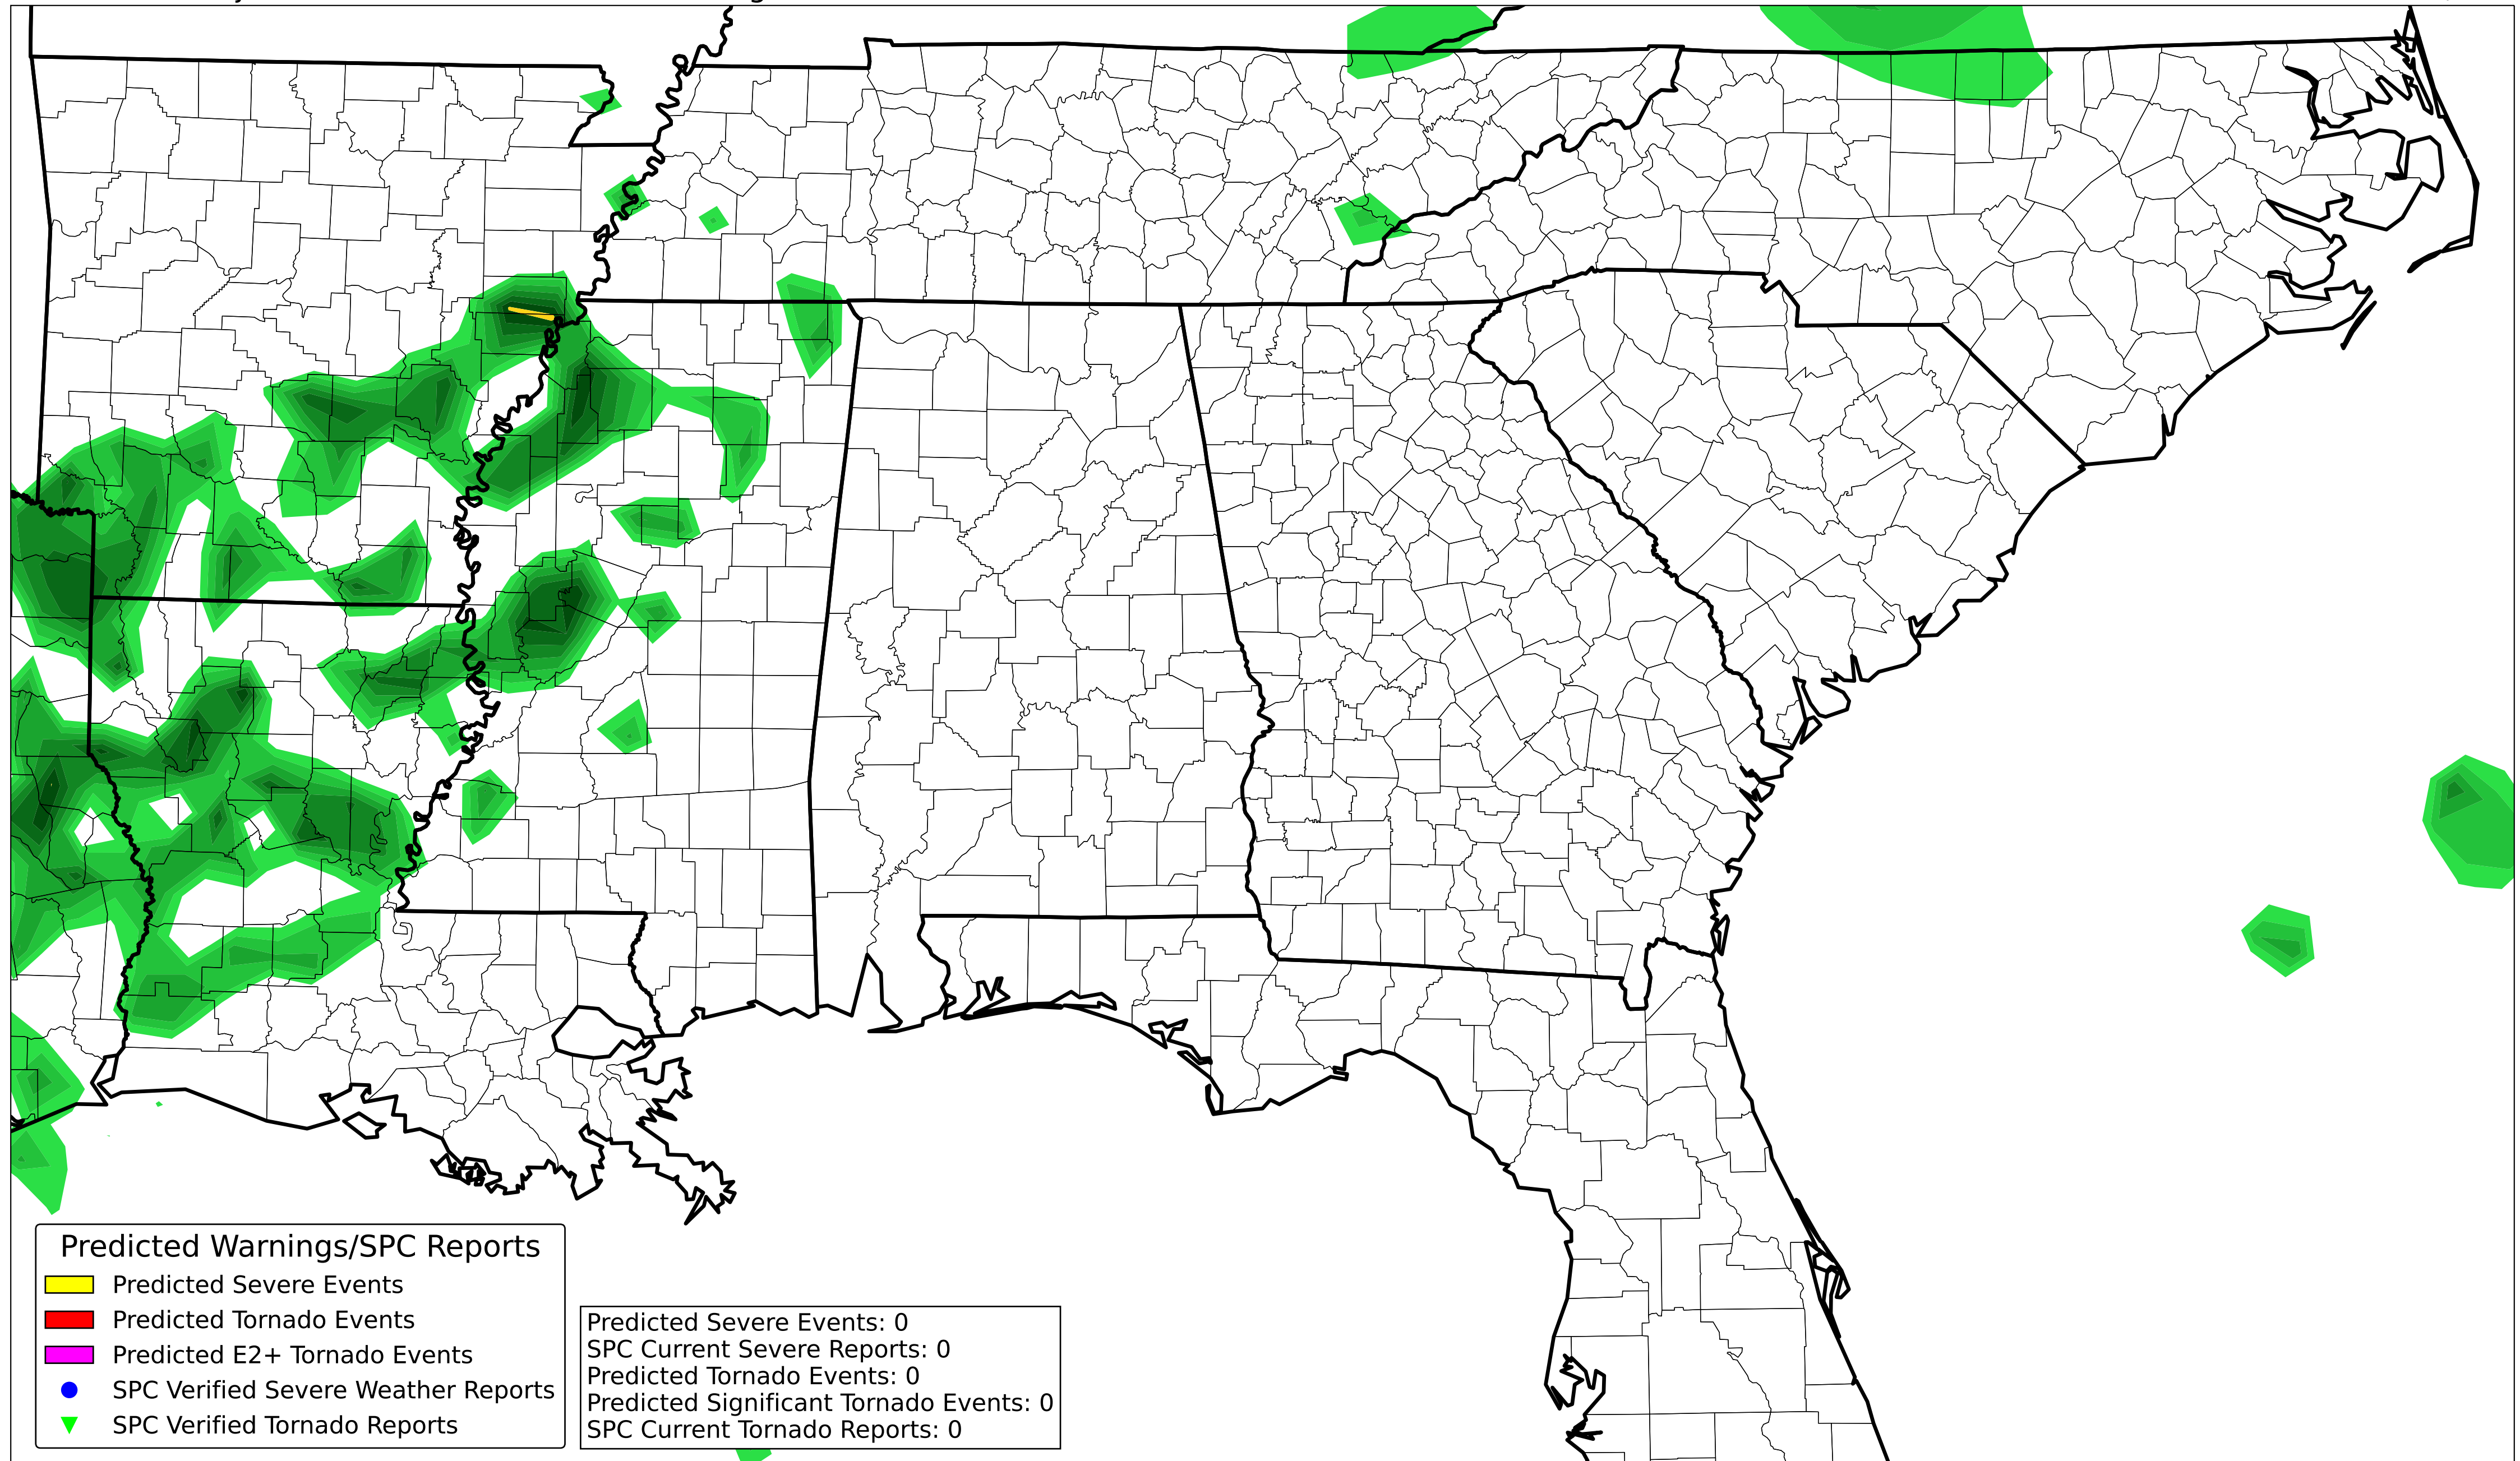 Predicted Warnings/SPC Reports
Predicted Severe Events
Predicted Tornado Events
Predicted E2+ Tornado Events
SPC Verified Severe Weather Reports
SPC Verified Tornado Reports
Predicted Severe Events: 0
SPC Current Severe Reports: 0
Predicted Tornado Events: 0
Predicted Significant Tornado Events: 0
SPC Current Tornado Reports: 0